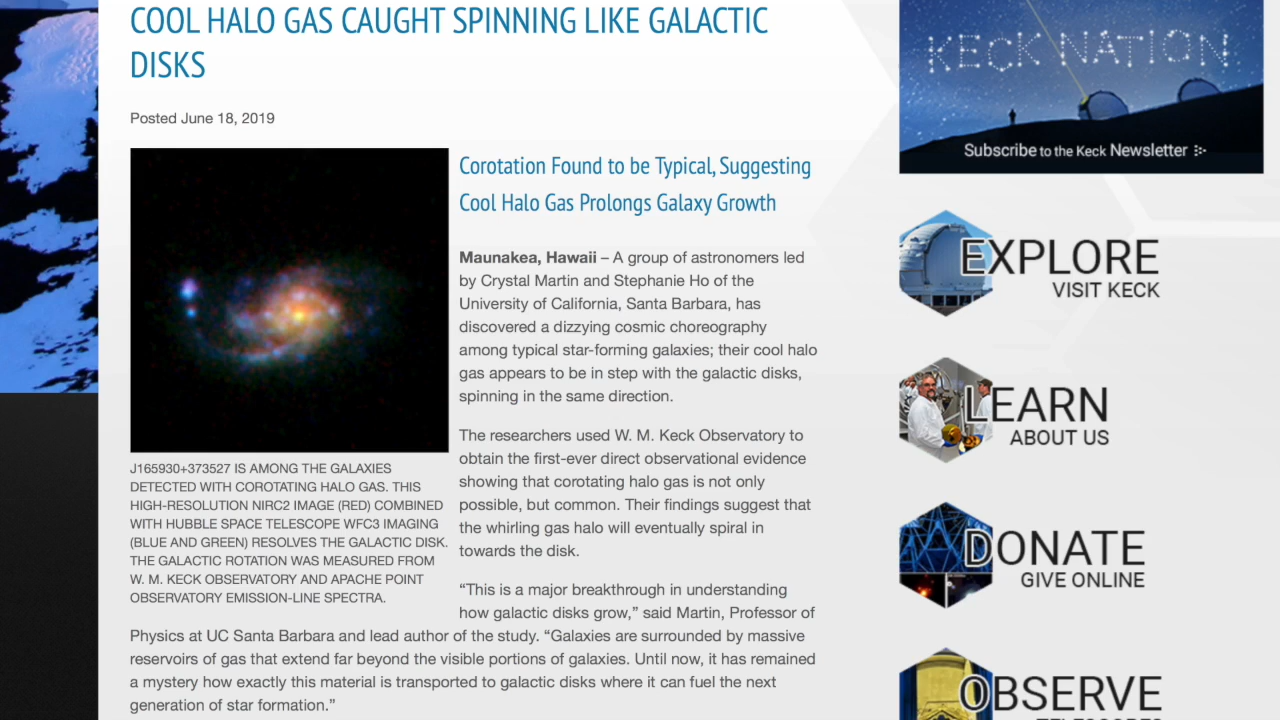 COOL HALO GAS CAUGHT SPINNING LIKE GALACTIC
DISKS
Posted June 18, 2019
Corotation Found to be Typical, Suggesting
Cool Halo Gas Prolongs Galaxy Growth
Maunakea, Hawaii – A group of astronomers led
by Crystal Martin and Stephanie Ho of the
University of California, Santa Barbara, has
discovered a dizzying cosmic choreography
among typical star-forming galaxies; their cool halo
gas appears to be in step with the galactic disks,
spinning in the same direction.
The researchers used W. M. Keck Observatory to
obtain the first-ever direct observational evidence
showing that corotating halo gas is not only
possible, but common. Their findings suggest that
the whirling gas halo will eventually spiral in
towards the disk.
J165930+373527 IS AMONG THE GALAXIES
DETECTED WITH COROTATING HALO GAS. THIS
HIGH-RESOLUTION NIRC2 IMAGE (RED) COMBINED
WITH HUBBLE SPACE TELESCOPE WFC3 IMAGING
(BLUE AND GREEN) RESOLVES THE GALACTIC DISK.
THE GALACTIC ROTATION WAS MEASURED FROM
W. M. KECK OBSERVATORY AND APACHE POINT
OBSERVATORY EMISSION-LINE SPECTRA.
“This is a major breakthrough in understanding
how galactic disks grow,” said Martin, Professor of
Physics at UC Santa Barbara and lead author of the study. “Galaxies are surrounded by massive
reservoirs of gas that extend far beyond the visible portions of galaxies. Until now, it has remained
a mystery how exactly this material is transported to galactic disks where it can fuel the next
generation of star formation.”
KECK NATION
Subscribe to the Keck Newsletter
EXPLORE
VISIT KECK
LEARN
ABOUT US
DONATE
GIVE ONLINE
OBSERVE